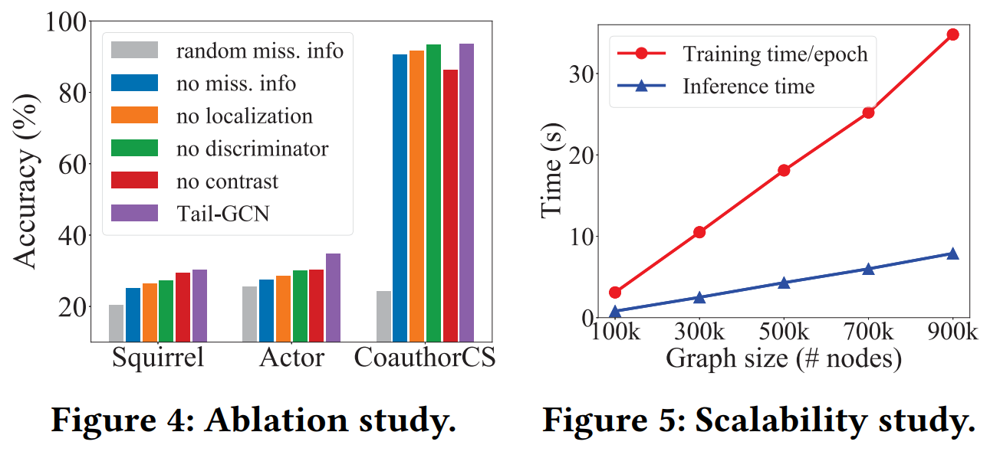 100
80
60
40
20
Accuracy (%)
random miss. info
no miss. info
no localization
no discriminator
no contrast
Tail-GCN
Squirrel
Actor
CoauthorCS
Figure 4: Ablation study.
30
20
10
0
Time (s)
Training time/epoch
Inference time
100k
300k
500k
700k
900k
Graph size (# nodes)
Figure 5: Scalability study.